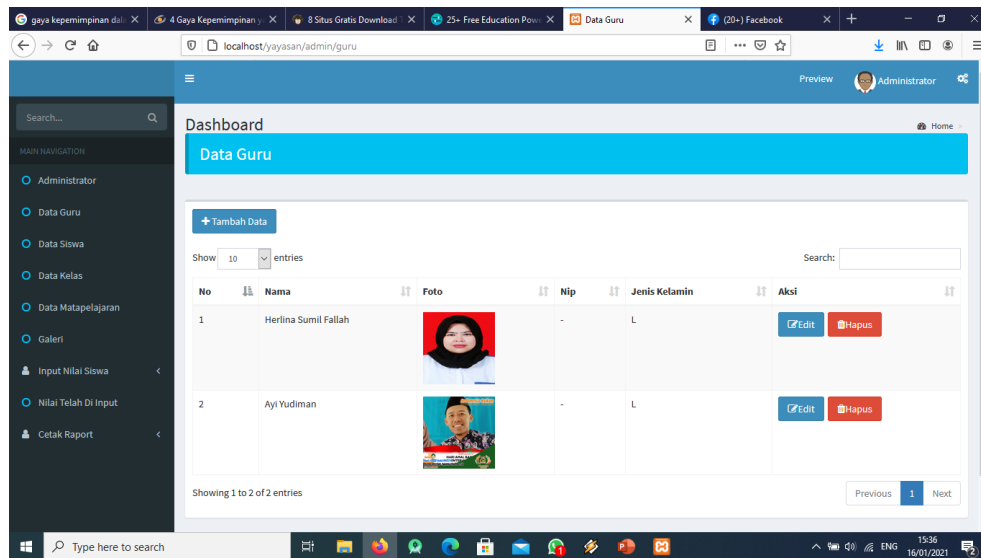 gaya kepemimpinan dal
4 Gaya Kepemimpinan y
8 Situs Gratis Download
25+ Free Education Pow
Data Guru
(20+) Facebook
localhost/yayasan/admin/guru
Preview
Administrator
Search...
Dashboard
Home >
MAIN NAVIGATION
Data Guru
Administrator
Data Guru
Data Siswa
Data Kelas
Data Matapelajaran
Galeri
Input Nilai Siswa
Nilai Telah Di Input
Cetak Raport
Tambah Data
Show 10 entries
Search:
No Nama Foto Nip Jenis Kelamin Aksi
1 Herlina Sumil Fallah - L Edit Hapus
2 Ayi Yudiman - L Edit Hapus
Showing 1 to 2 of 2 entries
Previous 1 Next
Type here to search
ENG
15:36
16/01/2021
2